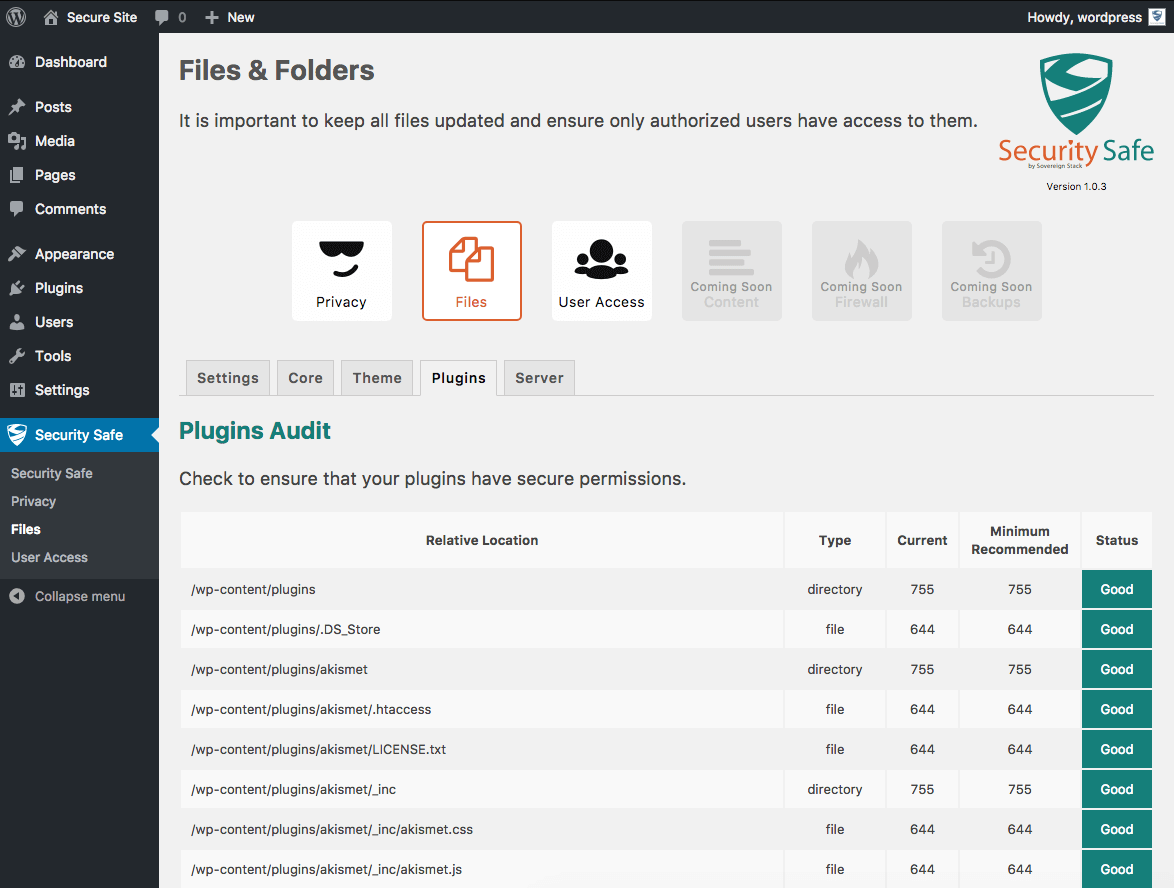 Secure Site 0 New Howdy, wordpress
Dashboard
Posts
Media
Pages
Comments
Appearance
Plugins
Users
Tools
Settings
Security Safe
Security Safe
Privacy
Files
User Access
Collapse menu
Files & Folders
It is important to keep all files updated and ensure only authorized users have access to them.
Security Safe
by Sovereign Stack
Version 1.0.3
Privacy
Files
User Access
Coming Soon
Content
Coming Soon
Firewall
Coming Soon
Backups
Settings Core Theme Plugins Server
Plugins Audit
Check to ensure that your plugins have secure permissions.
Relative Location Type Current Minimum Recommended Status
/wp-content/plugins directory 755 755 Good
/wp-content/plugins/.DS_Store file 644 644 Good
/wp-content/plugins/akismet directory 755 755 Good
/wp-content/plugins/akismet/.htaccess file 644 644 Good
/wp-content/plugins/akismet/LICENSE.txt file 644 644 Good
/wp-content/plugins/akismet/_inc directory 755 755 Good
/wp-content/plugins/akismet/_inc/akismet.css file 644 644 Good
/wp-content/plugins/akismet/_inc/akismet.js file 644 644 Good